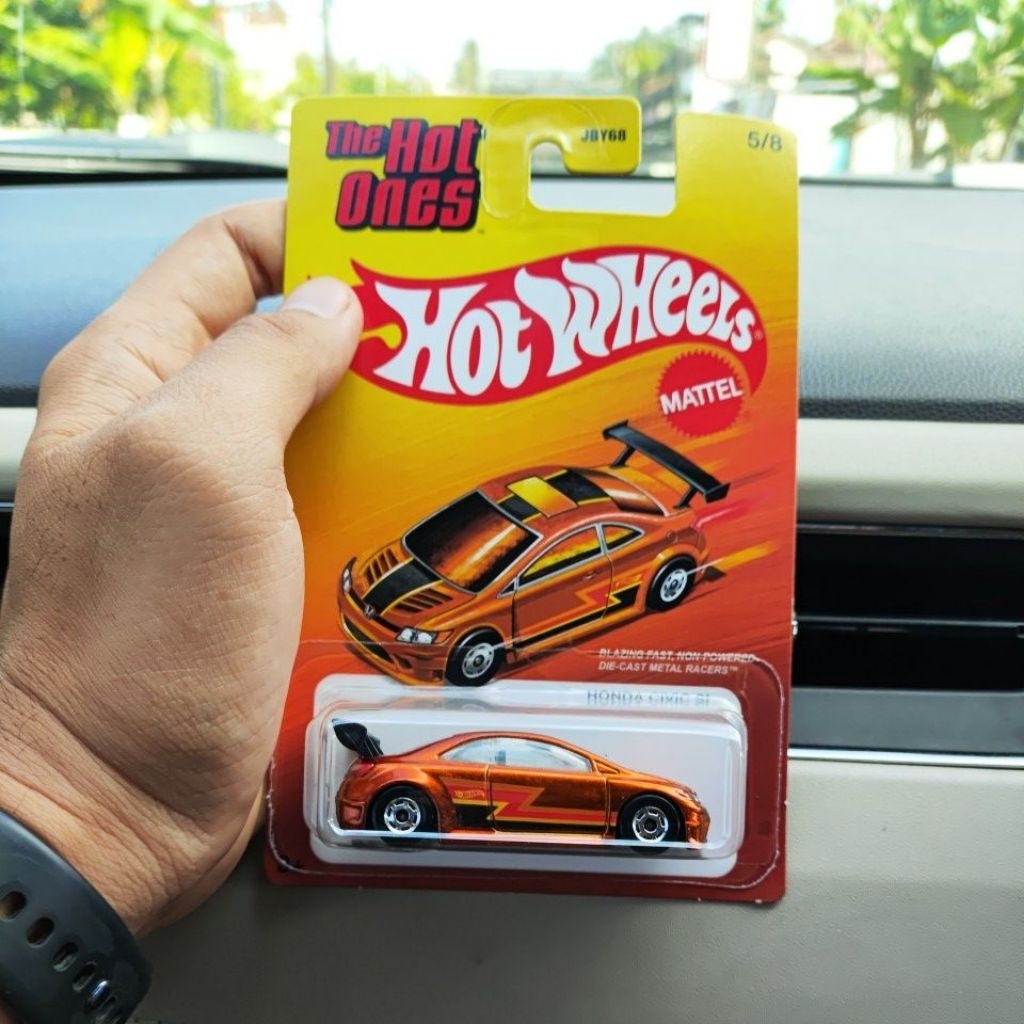 The Hot
Ones
JBY68
5/8
Hot Wheels
MATTEL
BLAZING FAST, NON-POWERED
DIE-CAST METAL RACERS™
HONDA CIVIC SI